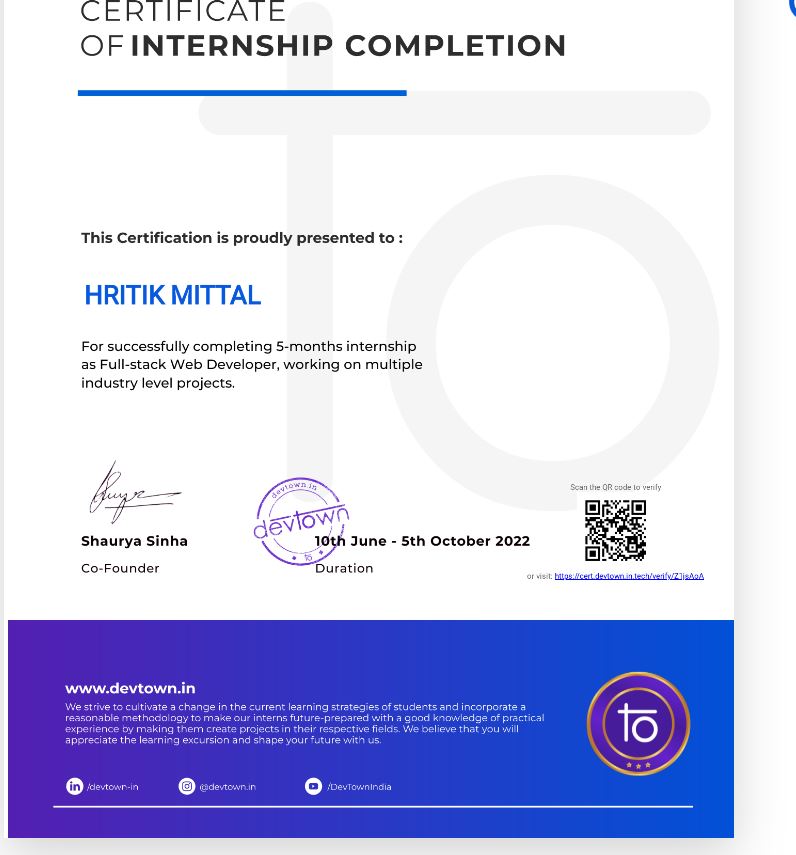 CERTIFICATE
OF INTERNSHIP COMPLETION
This Certification is proudly presented to :
HRITIK MITTAL
For successfully completing 5-months internship
as Full-stack Web Developer, working on multiple
industry level projects.
Scan the QR code to verify
devtown.in
devtown
Shaurya Sinha
10th June - 5th October 2022
Co-Founder
Duration
or visit: https://cert.devtown.in.tech/verify/Z1jsAoA
www.devtown.in
We strive to cultivate a change in the current learning strategies of students and incorporate a
reasonable methodology to make our interns future-prepared with a good knowledge of practical
experience by making them create projects in their respective fields. We believe that you will
appreciate the learning excursion and shape your future with us.
/devtown-in
@devtown.in
/DevTownIndia